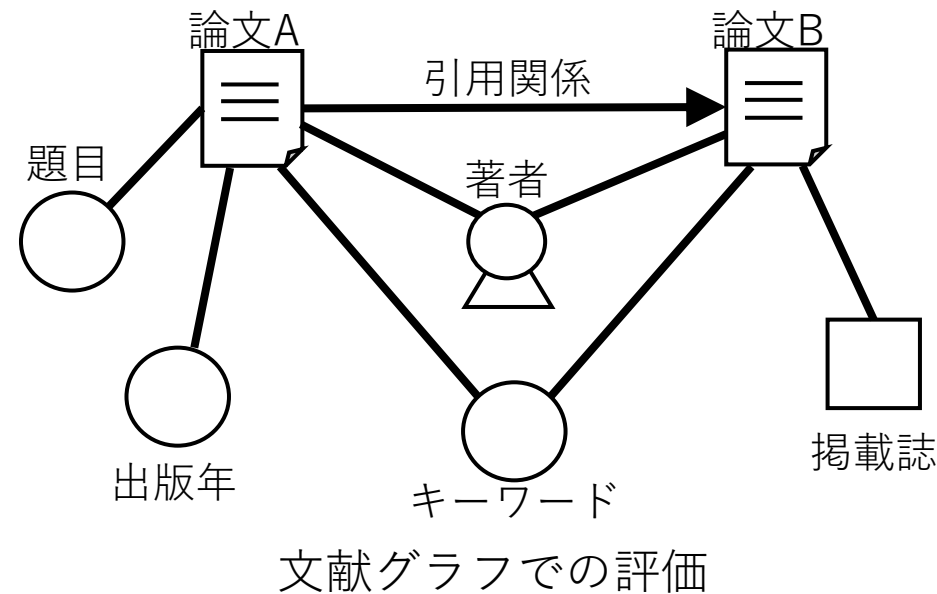 論文A
論文B
引用関係
題目
著者
出版年
キーワード
掲載誌
文献グラフでの評価